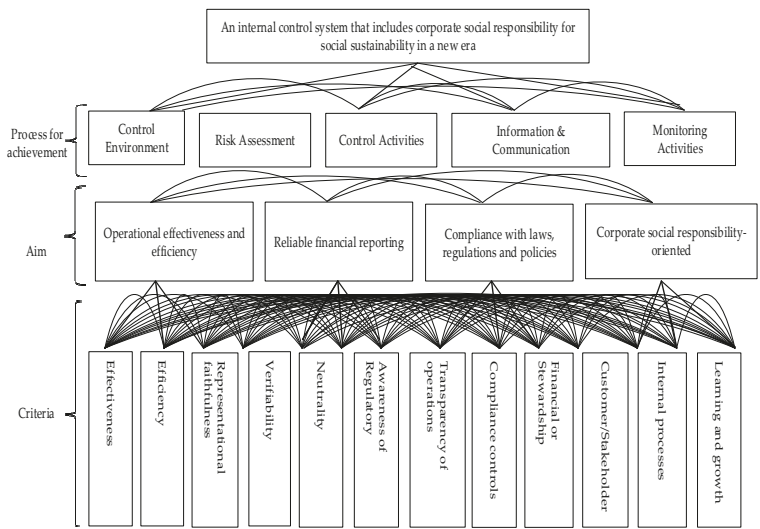 An internal control system that includes corporate social responsibility for
social sustainability in a new era
Process for
achievement
Control
Environment
Risk Assessment
Control Activities
Information &
Communication
Monitoring
Activities
Aim
Operational effectiveness and
efficiency
Reliable financial reporting
Compliance with laws,
regulations and policies
Corporate social responsibility-
oriented
Criteria
Effectiveness
Efficiency
Representational
faithfulness
Verifiability
Neutrality
Awareness of
Regulatory
Transparency of
operations
Compliance controls
Financial or
Stewardship
Customer/Stakeholder
Internal processes
Learning and growth